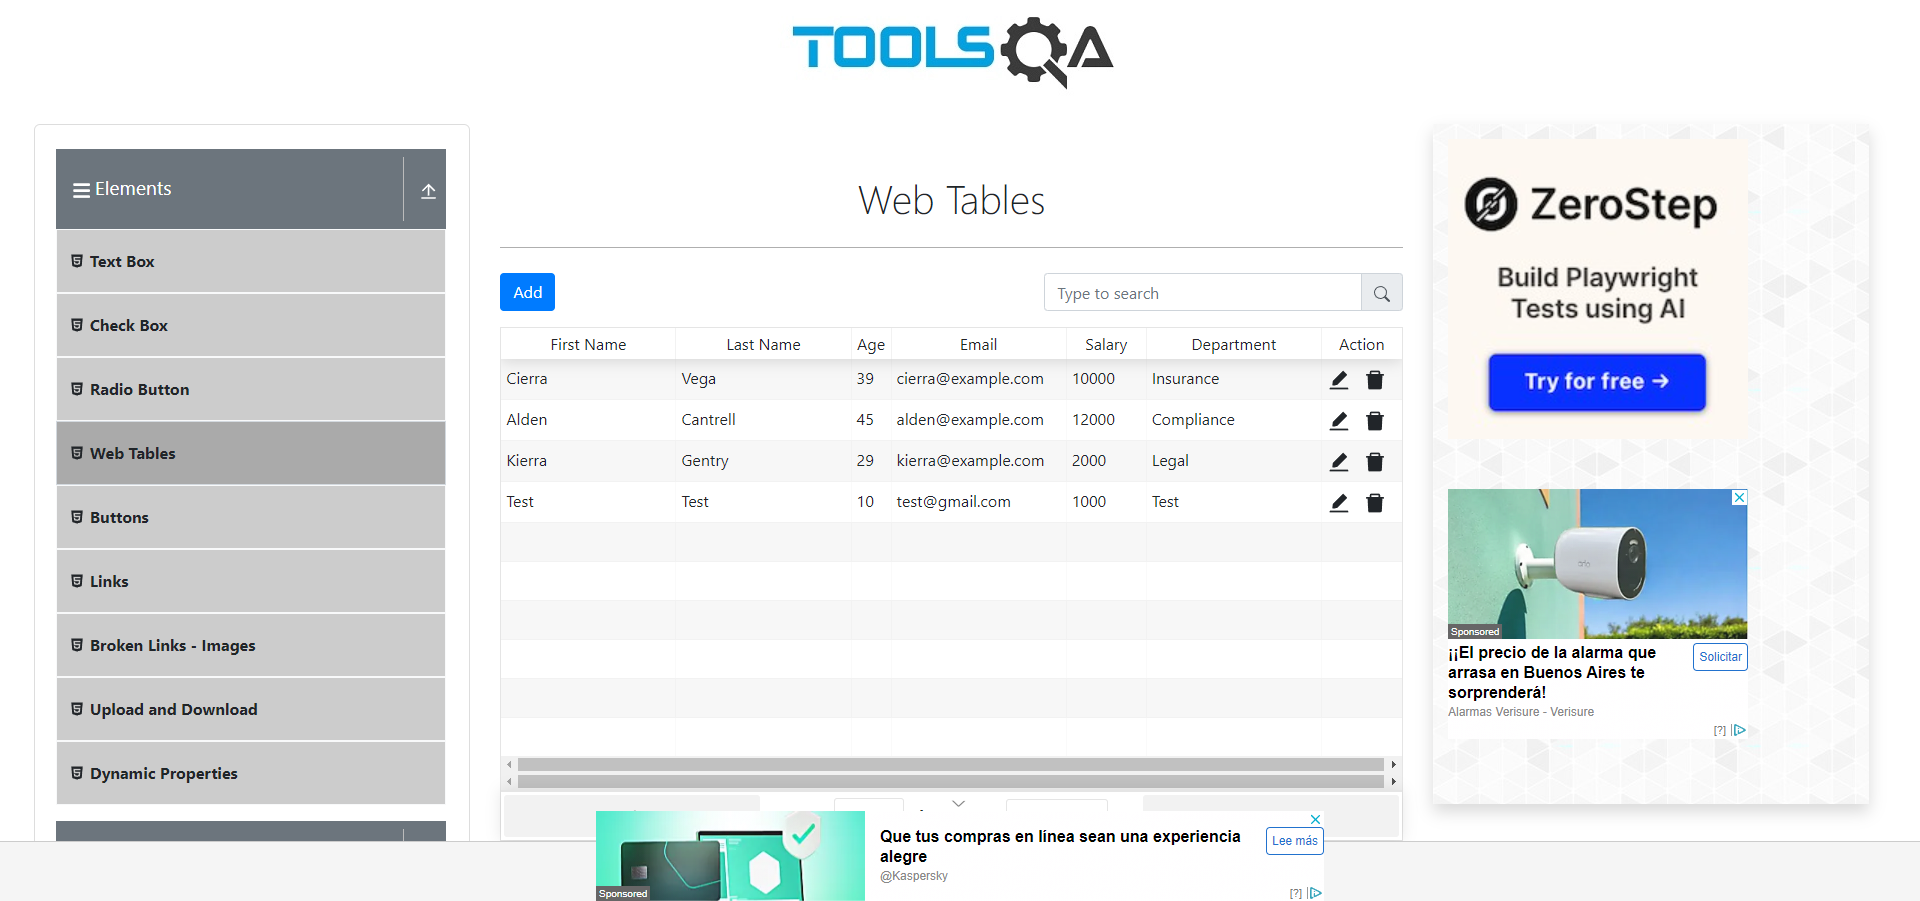 TOOLSQA
Elements
Text Box
Check Box
Radio Button
Web Tables
Buttons
Links
Broken Links - Images
Upload and Download
Dynamic Properties
Web Tables
Add
Type to search
First Name Last Name Age Email Salary Department Action
Cierra Vega 39 cierra@example.com 10000 Insurance
Alden Cantrell 45 alden@example.com 12000 Compliance
Kierra Gentry 29 kierra@example.com 2000 Legal
Test Test 10 test@gmail.com 1000 Test
ZeroStep
Build Playwright
Tests using AI
Try for free →
arlo
Sponsored
¡¡El precio de la alarma que
arrasa en Buenos Aires te
sorprenderá!
Solicitar
Alarmas Verisure - Verisure
[?]
Que tus compras en línea sean una experiencia
alegre
@Kaspersky
Lee más
Sponsored
[?]